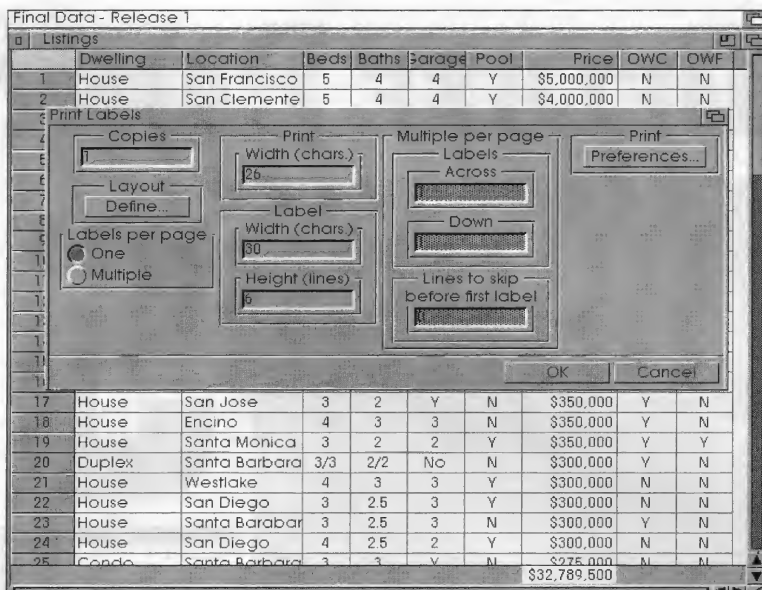 Final Data - Release 1
Listings
Dwelling Location Beds Baths Garage Pool Price OWC OWF
1 House San Francisco 5 4 4 Y $5,000,000 N N
2 House San Clemente 5 4 4 Y $4,000,000 N N
Print Labels
Copies
1
Layout
Define...
Labels per page
One
Multiple
Print
Width (chars.)
26
Label
Width (chars.)
30
Height (lines)
6
Multiple per page
Labels
Across
Down
Lines to skip
before first label
Print
Preferences...
OK Cancel
17 House San Jose 3 2 Y N $350,000 Y N
18 House Encino 4 3 3 N $350,000 Y N
19 House Santa Monica 3 2 2 Y $350,000 Y Y
20 Duplex Santa Barbara 3/3 2/2 No N $300,000 Y N
21 House Westlake 4 3 3 Y $300,000 N N
22 House San Diego 3 2.5 3 Y $300,000 N N
23 House Santa Barabar 3 2.5 3 N $300,000 Y N
24 House San Diego 4 2.5 2 Y $300,000 N N
25 Condo Santa Barbara 3 3 Y N $275,000 N N
$32,789,500